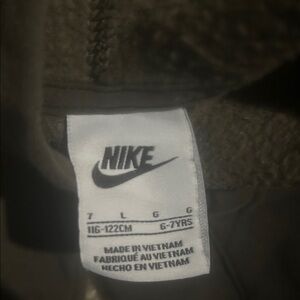 NIKE
7 L G G
116-122CM 6-7YRS
MADE IN VIETNAM
FABRIQUÉ AU VIETNAM
HECHO EN VIETNAM